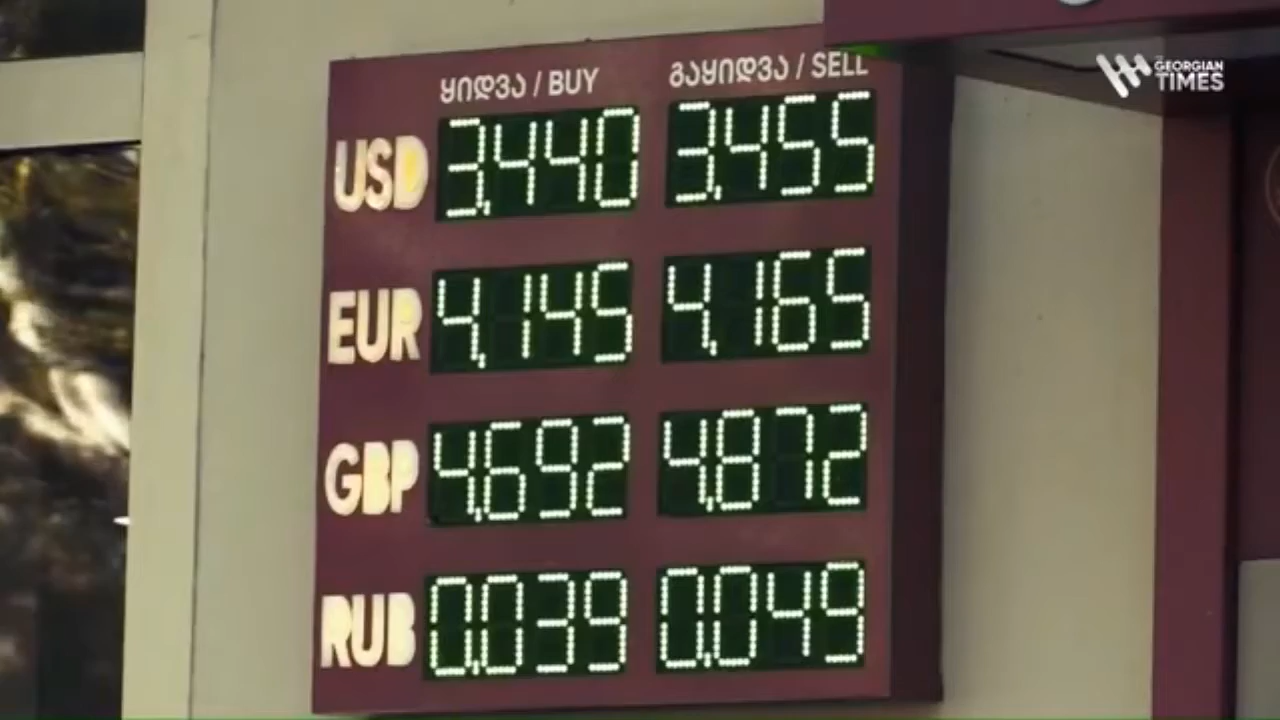 ᲧᲘᲓᲕᲐ / BUY ᲒᲐᲧᲘᲓᲕᲐ / SELL
USD 3,440 3,455
EUR 4,145 4,165
GBP 4,692 4,872
RUB 0,039 0,049
GEORGIAN
TIMES